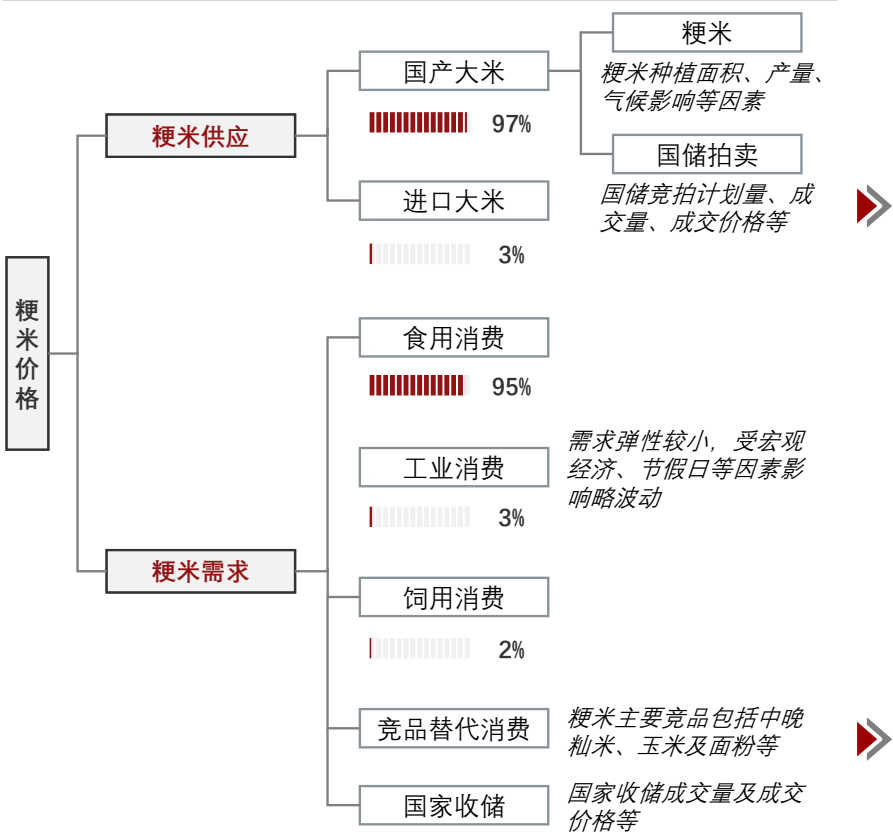 粳米
国产大米
粳米种植面积、产量、
气候影响等因素
97%
粳米供应
国储拍卖
进口大米
国储竞拍计划量、成
交量、成交价格等
3%
粳
米
价
格
食用消费
95%
需求弹性较小，受宏观
经济、节假日等因素影
响略波动
工业消费
3%
粳米需求
饲用消费
2%
竞品替代消费
粳米主要竞品包括中晚
籼米、玉米及面粉等
国家收储
国家收储成交量及成交
价格等